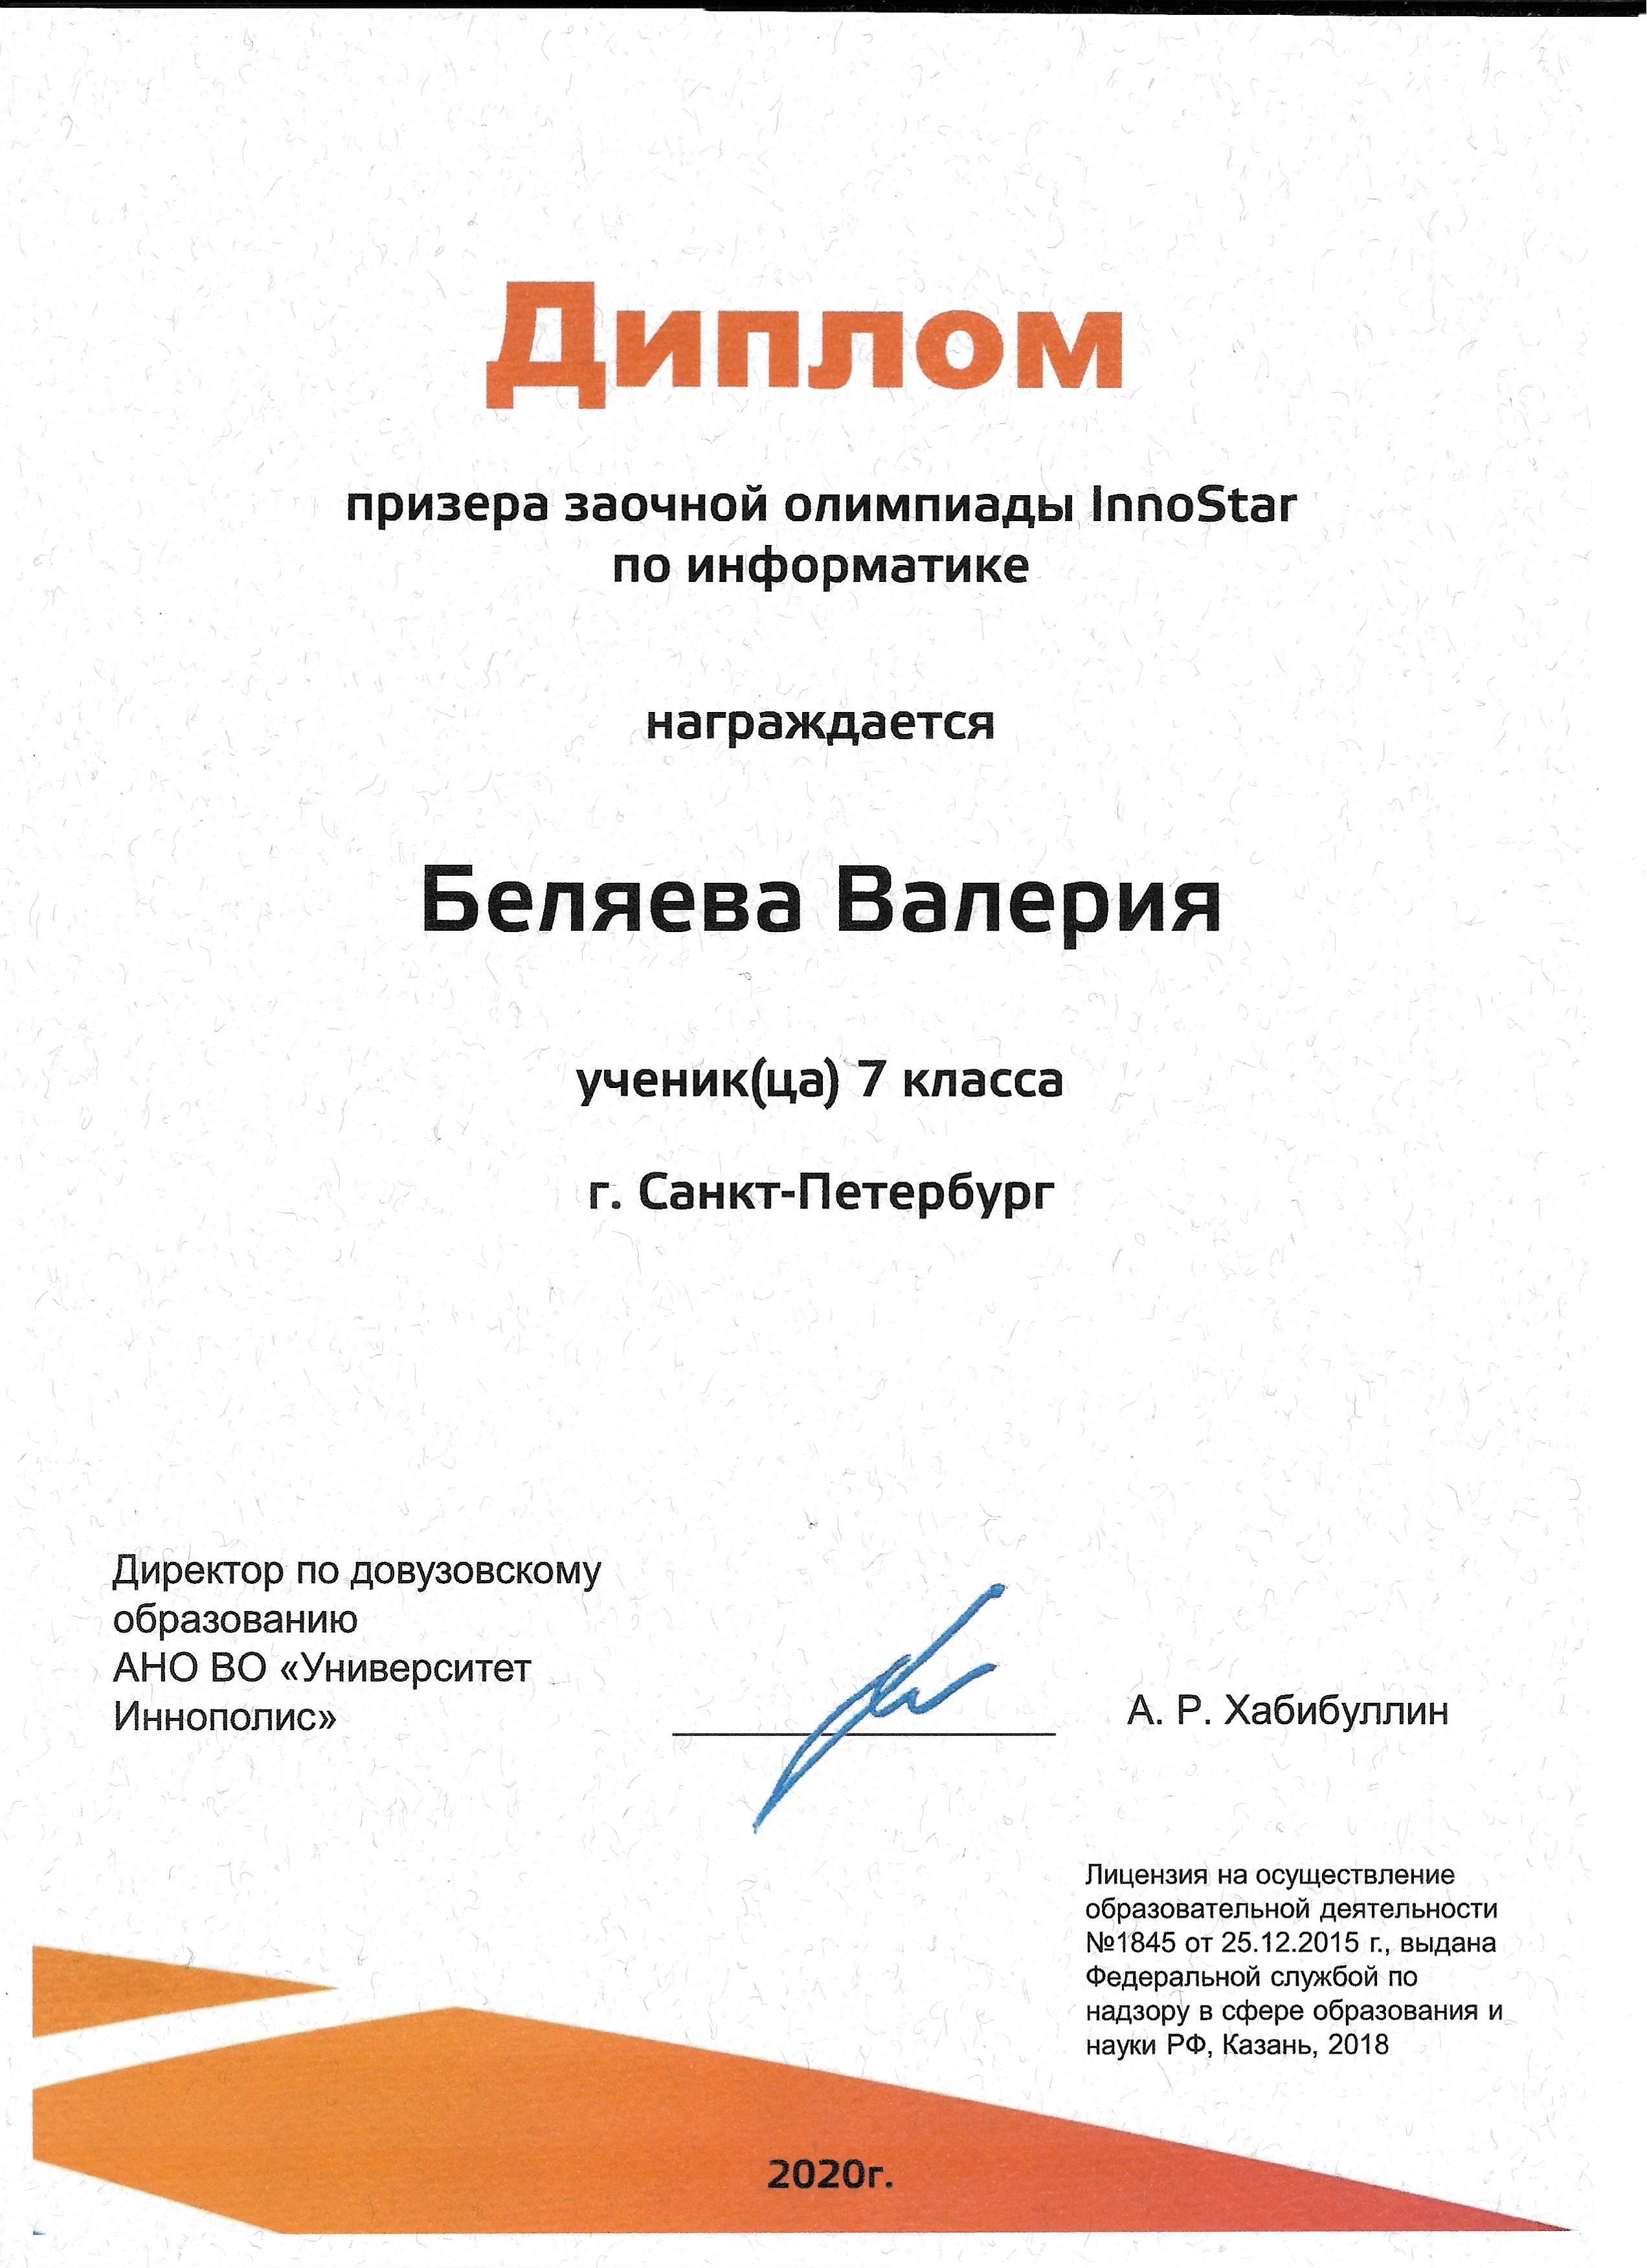 Диплом
призера заочной олимпиады InnoStar
по информатике
награждается
Беляева Валерия
ученик(ца) 7 класса
г. Санкт-Петербург
Директор по довузовскому
образованию
АНО ВО «Университет
Иннополис»
А. Р. Хабибуллин
Лицензия на осуществление
образовательной деятельности
№1845 от 25.12.2015 г., выдана
Федеральной службой по
надзору в сфере образования и
науки РФ, Казань, 2018
2020г.